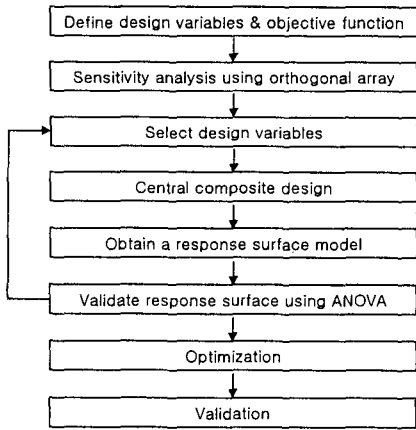 Define design variables & objective function
Sensitivity analysis using orthogonal array
Select design variables
Central composite design
Obtain a response surface model
Validate response surface using ANOVA
Optimization
Validation